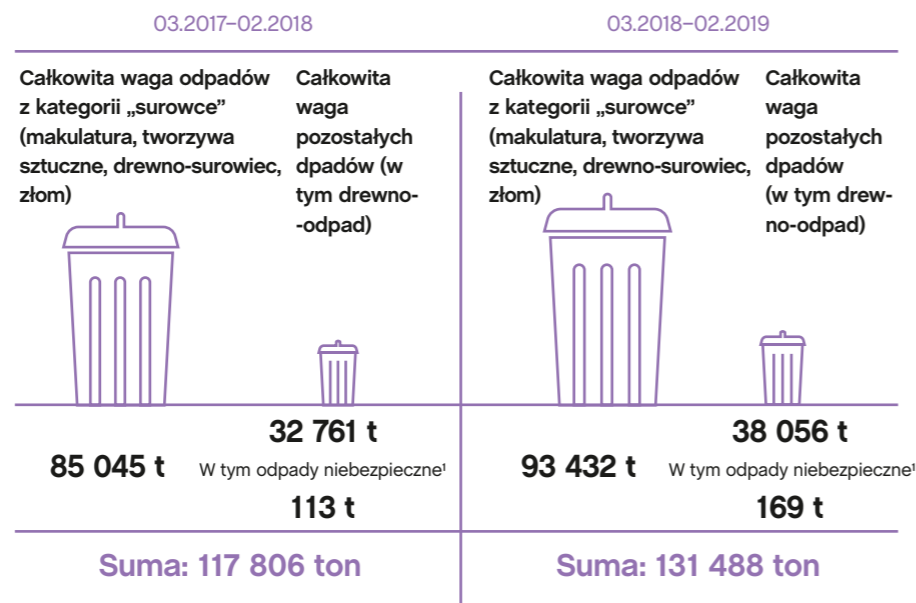 03.2017–02.2018
Całkowita waga odpadów
z kategorii „surowce”
(makulatura, tworzywa
sztuczne, drewno-surowiec,
złom)
Całkowita
waga
pozostałych
dpadów (w
tym drewno-
-odpad)
85 045 t
32 761 t
W tym odpady niebezpieczne¹
113 t
Suma: 117 806 ton
03.2018–02.2019
Całkowita waga odpadów
z kategorii „surowce”
(makulatura, tworzywa
sztuczne, drewno-surowiec,
złom)
Całkowita
waga
pozostałych
dpadów
(w tym drew-
no-odpad)
93 432 t
38 056 t
W tym odpady niebezpieczne¹
169 t
Suma: 131 488 ton